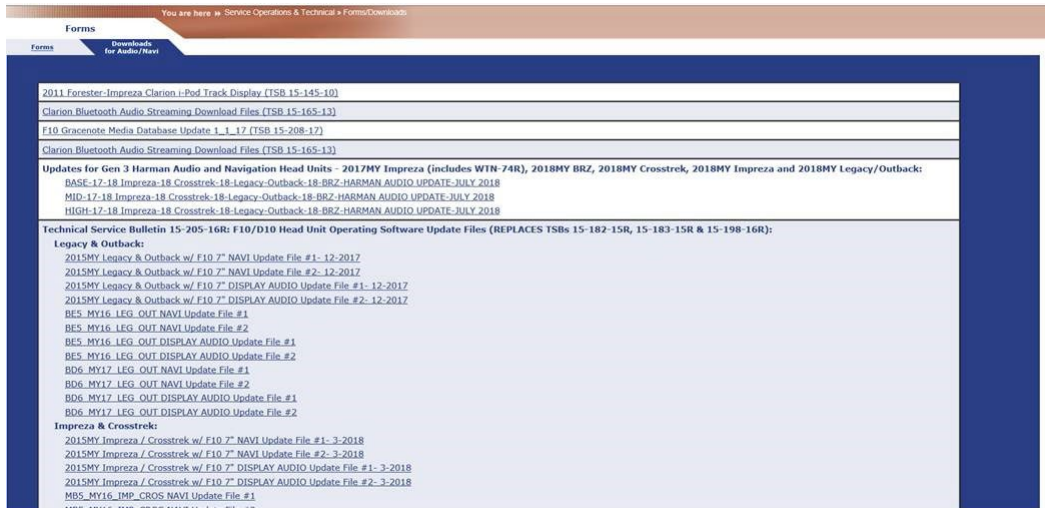 You are here » Service Operations & Technical » Forms/Downloads
Forms
Forms
Downloads
for Audio/Navi
2011 Forester-Impreza Clarion i-Pod Track Display (TSB 15-145-10)
Clarion Bluetooth Audio Streaming Download Files (TSB 15-165-13)
F10 Gracenote Media Database Update 1_1_17 (TSB 15-208-17)
Clarion Bluetooth Audio Streaming Download Files (TSB 15-165-13)
Updates for Gen 3 Harman Audio and Navigation Head Units - 2017MY Impreza (includes WTN-74R), 2018MY BRZ, 2018MY Crosstrek, 2018MY Impreza and 2018MY Legacy/Outback:
BASE-17-18 Impreza-18 Crosstrek-18-Legacy-Outback-18-BRZ-HARMAN AUDIO UPDATE-JULY 2018
MID-17-18 Impreza-18 Crosstrek-18-Legacy-Outback-18-BRZ-HARMAN AUDIO UPDATE-JULY 2018
HIGH-17-18 Impreza-18 Crosstrek-18-Legacy-Outback-18-BRZ-HARMAN AUDIO UPDATE-JULY 2018
Technical Service Bulletin 15-205-16R: F10/D10 Head Unit Operating Software Update Files (REPLACES TSBs 15-182-15R, 15-183-15R & 15-198-16R):
Legacy & Outback:
2015MY Legacy & Outback w/ F10 7" NAVI Update File #1- 12-2017
2015MY Legacy & Outback w/ F10 7" NAVI Update File #2- 12-2017
2015MY Legacy & Outback w/ F10 7" DISPLAY AUDIO Update File #1- 12-2017
2015MY Legacy & Outback w/ F10 7" DISPLAY AUDIO Update File #2- 12-2017
BE5_MY16_LEG_OUT NAVI Update File #1
BE5_MY16_LEG_OUT NAVI Update File #2
BE5_MY16_LEG_OUT DISPLAY AUDIO Update File #1
BE5_MY16_LEG_OUT DISPLAY AUDIO Update File #2
BD6_MY17_LEG_OUT NAVI Update File #1
BD6_MY17_LEG_OUT NAVI Update File #2
BD6_MY17_LEG_OUT DISPLAY AUDIO Update File #1
BD6_MY17_LEG_OUT DISPLAY AUDIO Update File #2
Impreza & Crosstrek:
2015MY Impreza / Crosstrek w/ F10 7" NAVI Update File #1- 3-2018
2015MY Impreza / Crosstrek w/ F10 7" NAVI Update File #2- 3-2018
2015MY Impreza / Crosstrek w/ F10 7" DISPLAY AUDIO Update File #1- 3-2018
2015MY Impreza / Crosstrek w/ F10 7" DISPLAY AUDIO Update File #2- 3-2018
MB5_MY16_IMP_CROS NAVI Update File #1